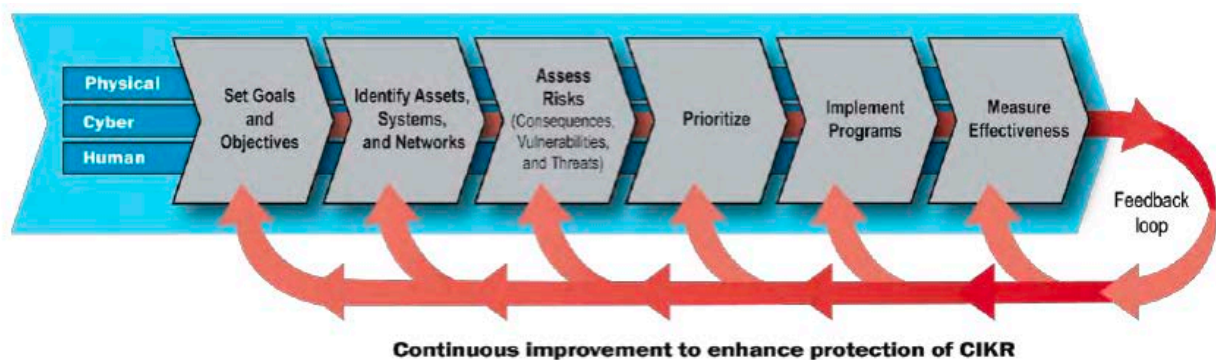 Physical
Cyber
Human
Set Goals
and
Objectives
Identify Assets,
Systems,
and Networks
Assess
Risks
(Consequences,
Vulnerabilities,
and Threats)
Prioritize
Implement
Programs
Measure
Effectiveness
Feedback
loop
Continuous improvement to enhance protection of CIKR